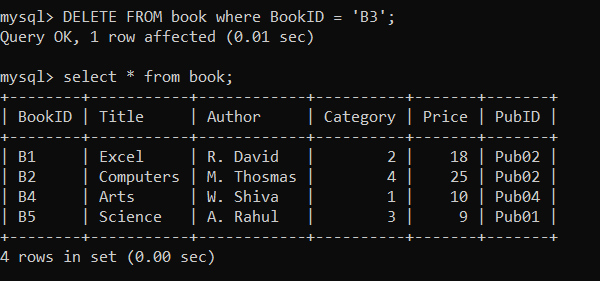 mysql> DELETE FROM book where BookID = 'B3';
Query OK, 1 row affected (0.01 sec)
mysql> select * from book;
+--------+-----------+------------+----------+-------+-------+
| BookID | Title     | Author     | Category | Price | PubID |
+--------+-----------+------------+----------+-------+-------+
| B1     | Excel     | R. David   |        2 |    18 | Pub02 |
| B2     | Computers | M. Thosmas |        4 |    25 | Pub02 |
| B4     | Arts      | W. Shiva   |        1 |    10 | Pub04 |
| B5     | Science   | A. Rahul   |        3 |     9 | Pub01 |
+--------+-----------+------------+----------+-------+-------+
4 rows in set (0.00 sec)